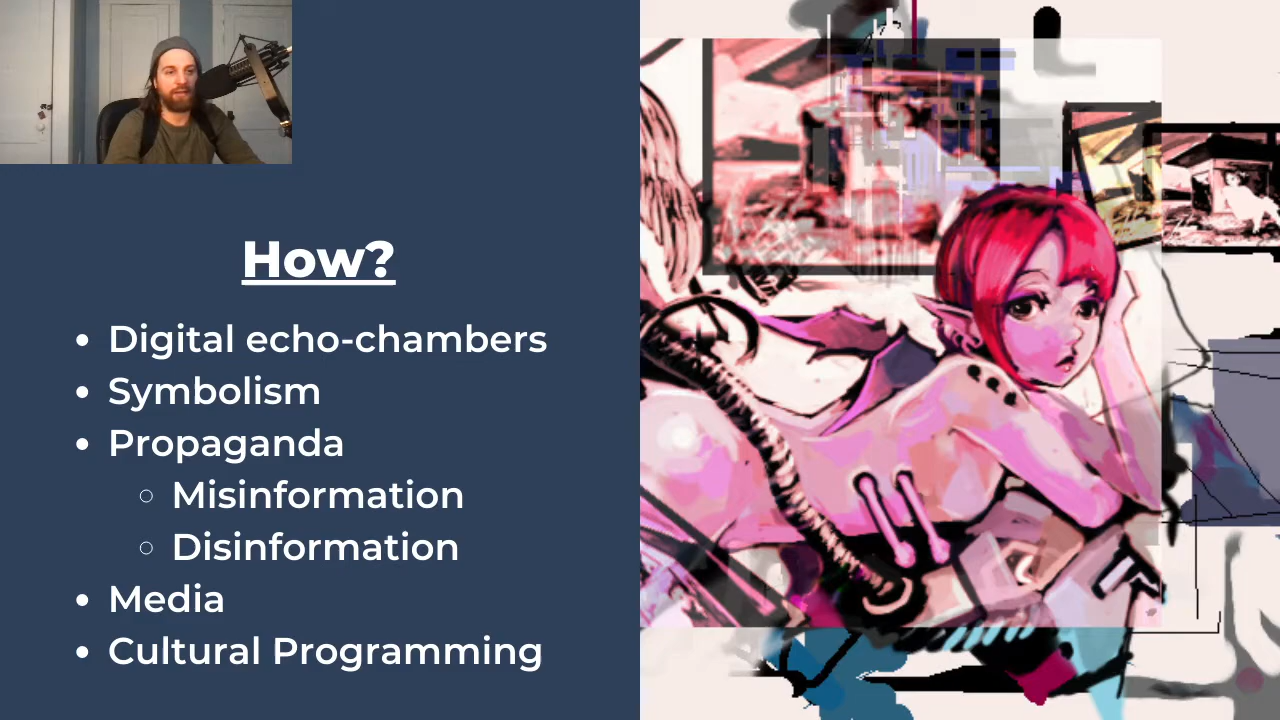 How?
Digital echo-chambers
Symbolism
Propaganda
Misinformation
Disinformation
Media
Cultural Programming